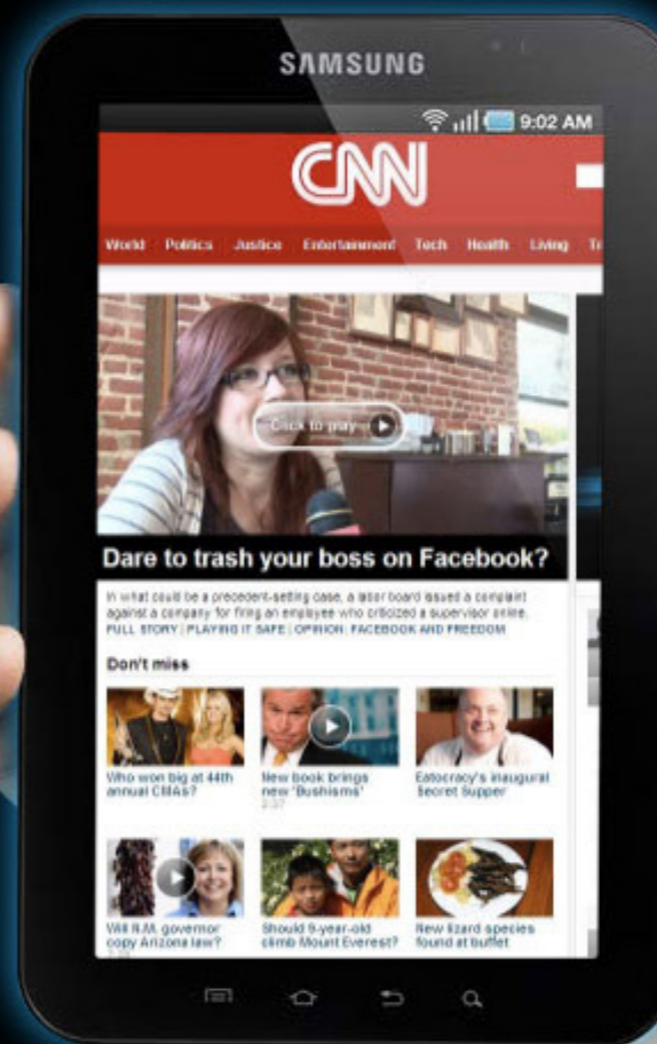 SAMSUNG
9:02 AM
CNN
World Politics Justice Entertainment Tech Health Living Tr
Click to play
Dare to trash your boss on Facebook?
In what could be a precedent-setting case, a labor board issued a complaint
against a company for firing an employee who criticized a supervisor online.
FULL STORY | PLAYING IT SAFE | OPINION: FACEBOOK AND FREEDOM
Don't miss
Who won big at 44th
annual CMAs?
New book brings
new 'Bushisms'
2:37
Eatocracy's inaugural
Secret Supper
Will N.M. governor
copy Arizona law?
Should 9-year-old
climb Mount Everest?
New lizard species
found at buffet